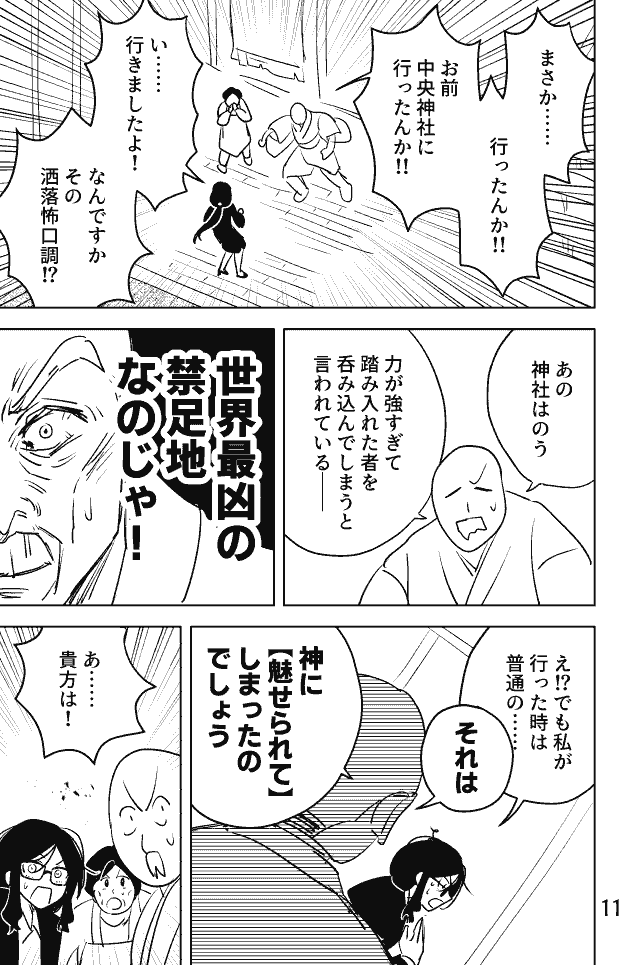 まさか……
行ったんか!!
お前
中央神社に
行ったんか!!
い……
行きましたよ！
なんですか
その
洒落怖口調!?
あの
神社はのう
力が強すぎて
踏み入れた者を
呑み込んでしまうと
言われている――
世界最凶の
禁足地
なのじゃ！
え!?でも私が
行った時は
普通の……
それは
神に
【魅せられて】
しまったの
でしょう
あ……
貴方は！
11